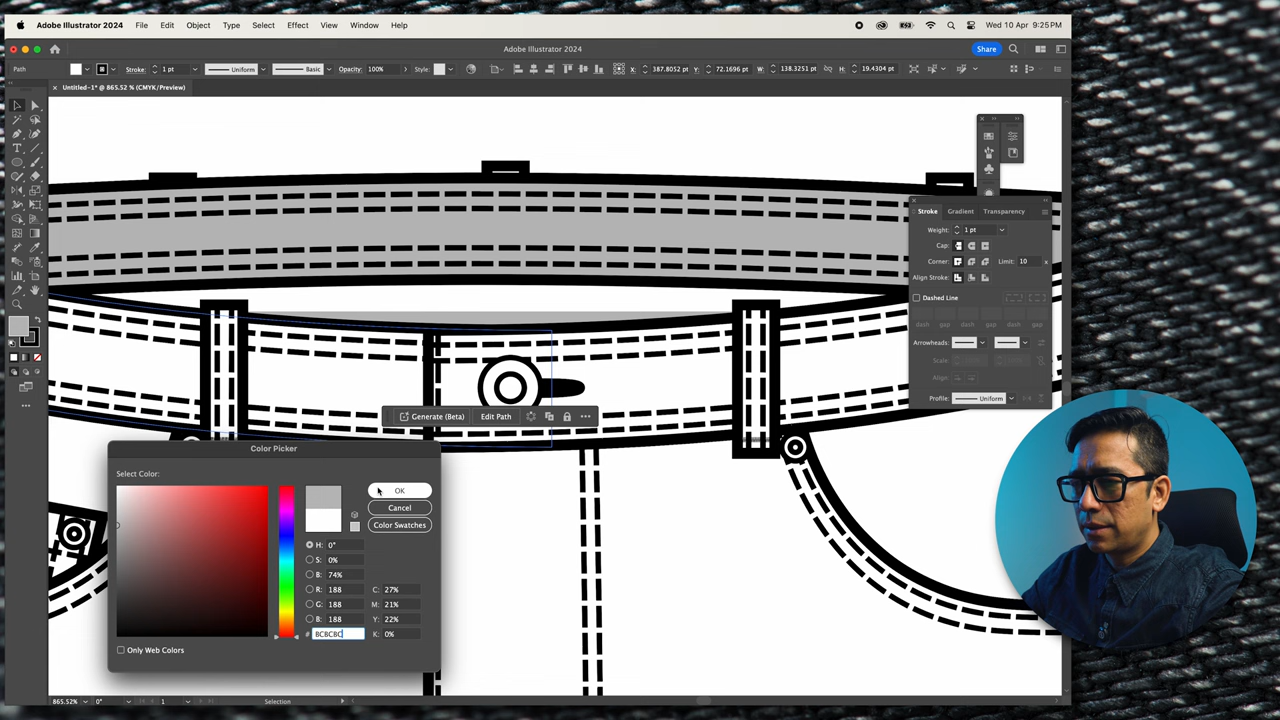 Adobe Illustrator 2024 File Edit Object Type Select Effect View Window Help Wed 10 Apr 9:25PM
Adobe Illustrator 2024 Share
Path Stroke: 1 pt Uniform Basic Opacity: 100% Style: X: 387.8052 pt Y: 72.1696 pt W: 138.3251 pt H: 19.4304 pt
× Untitled-1* @ 865.52 % (CMYK/Preview)
Stroke Gradient Transparency
Weight: 1 pt
Cap:
Corner: Limit: 10 x
Align Stroke:
Dashed Line
dash gap dash gap dash gap
Arrowheads:
Scale:
Align:
Profile: Uniform
Generate (Beta) Edit Path
Color Picker
Select Color:
OK
Cancel
Color Swatches
H: 0°
S: 0%
B: 74%
R: 188 C: 27%
G: 188 M: 21%
B: 188 Y: 22%
# BCBCBC K: 0%
Only Web Colors
865.52% 0° 1 Selection